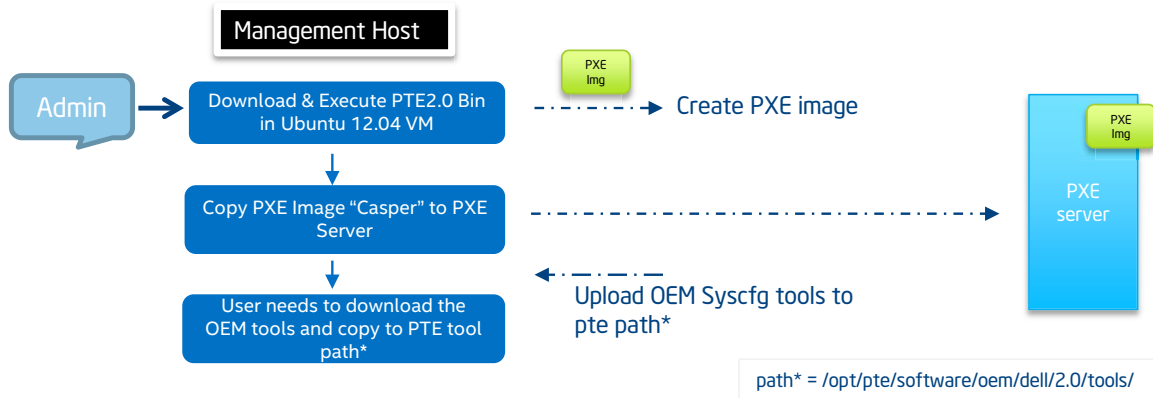 Management Host
Admin
Download & Execute PTE2.0 Bin
in Ubuntu 12.04 VM
PXE
Img
Create PXE image
PXE
Img
PXE
server
Copy PXE Image “Casper” to PXE
Server
User needs to download the
OEM tools and copy to PTE tool
path*
Upload OEM Syscfg tools to
pte path*
path* = /opt/pte/software/oem/dell/2.0/tools/